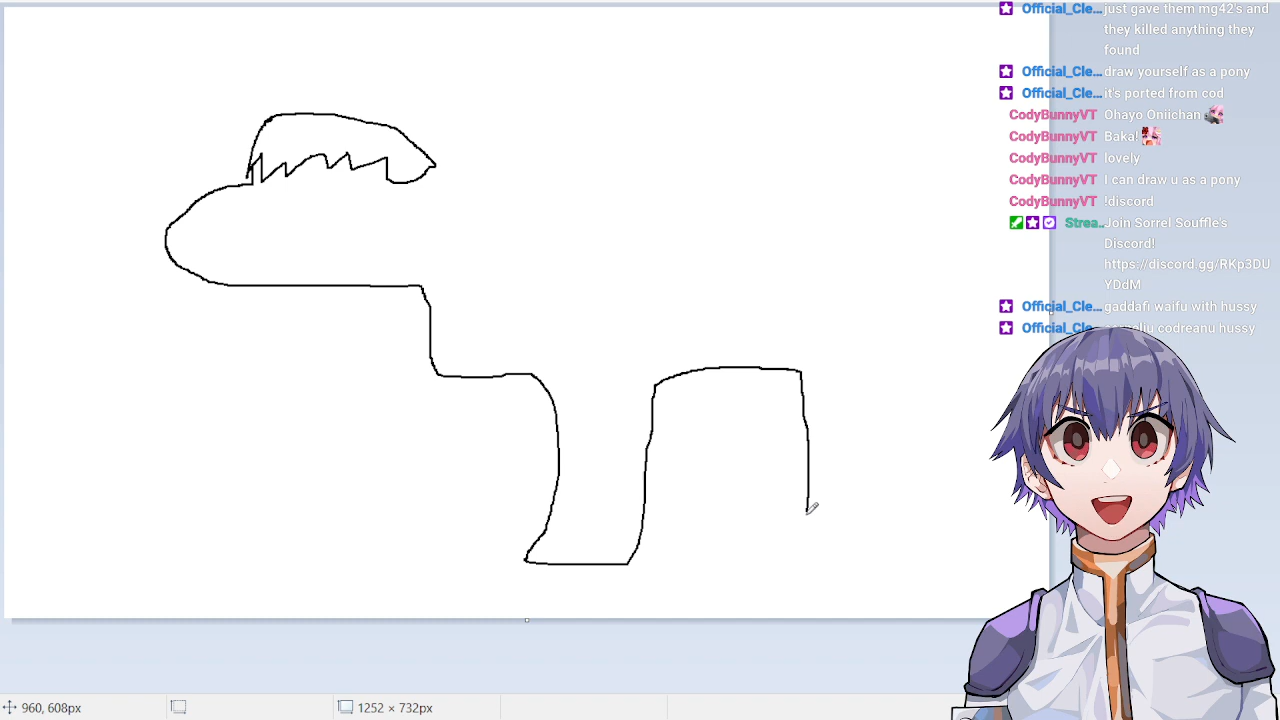 Official_Cle... just gave them mg42's and
they killed anything they
found
Official_Cle... draw yourself as a pony
Official_Cle... it's ported from cod
CodyBunnyVT Ohayo Oniichan
CodyBunnyVT Baka!
CodyBunnyVT lovely
CodyBunnyVT I can draw u as a pony
CodyBunnyVT !discord
Strea.. Join Sorrel Souffle's
Discord!
https://discord.gg/RKp3DU
YDdM
Official_Cle... gaddafi waifu with hussy
Official_Cle... codreanu hussy
960, 608px
1252 × 732px